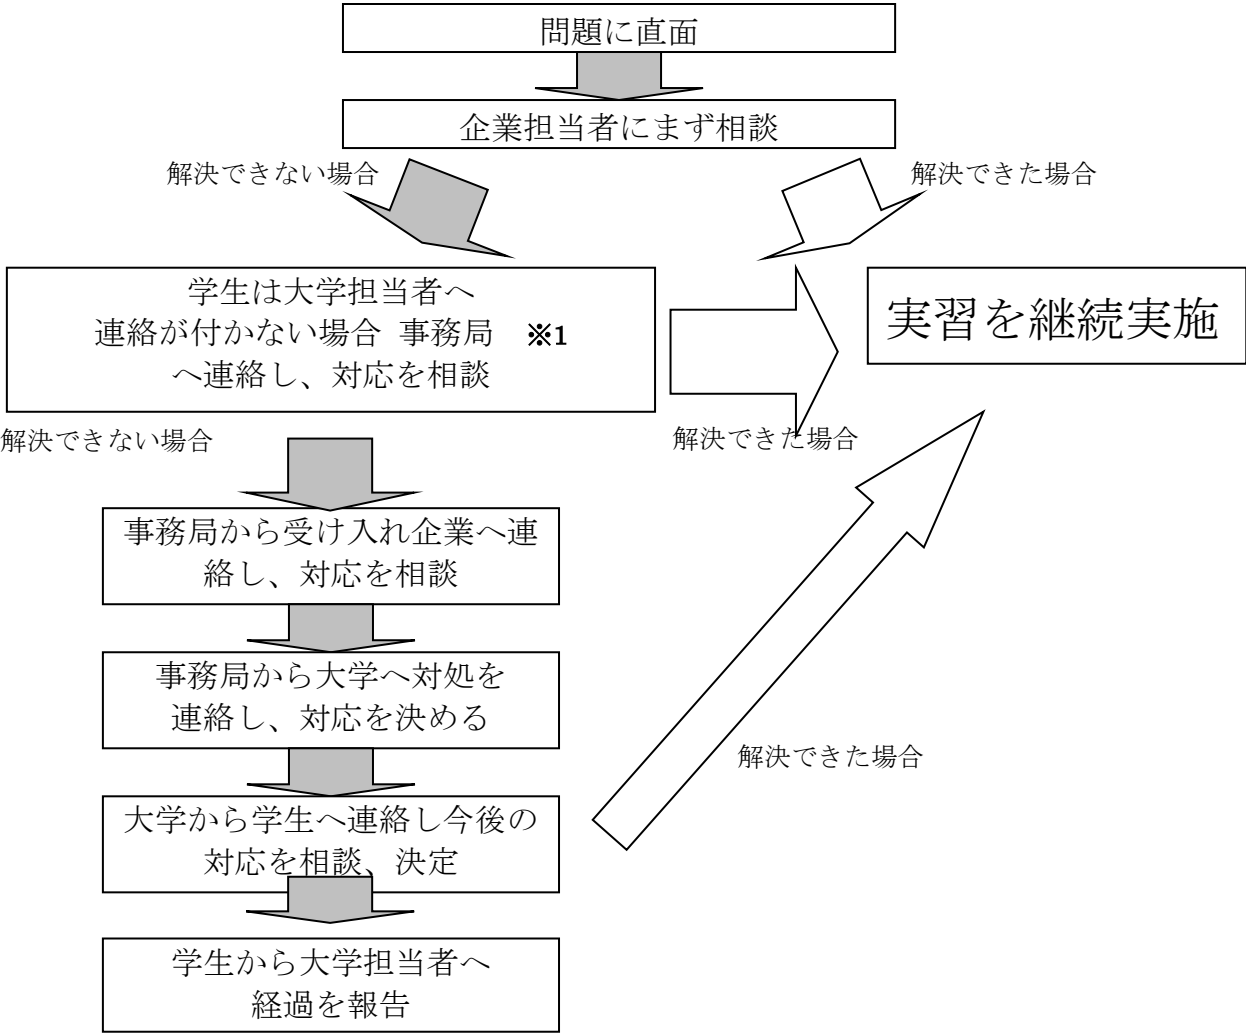 問題に直面
企業担当者にまず相談
解決できない場合
解決できた場合
学生は大学担当者へ
連絡が付かない場合 事務局 ※1
へ連絡し、対応を相談
実習を継続実施
解決できない場合
解決できた場合
事務局から受け入れ企業へ連
絡し、対応を相談
事務局から大学へ対処を
連絡し、対応を決める
解決できた場合
大学から学生へ連絡し今後の
対応を相談、決定
学生から大学担当者へ
経過を報告